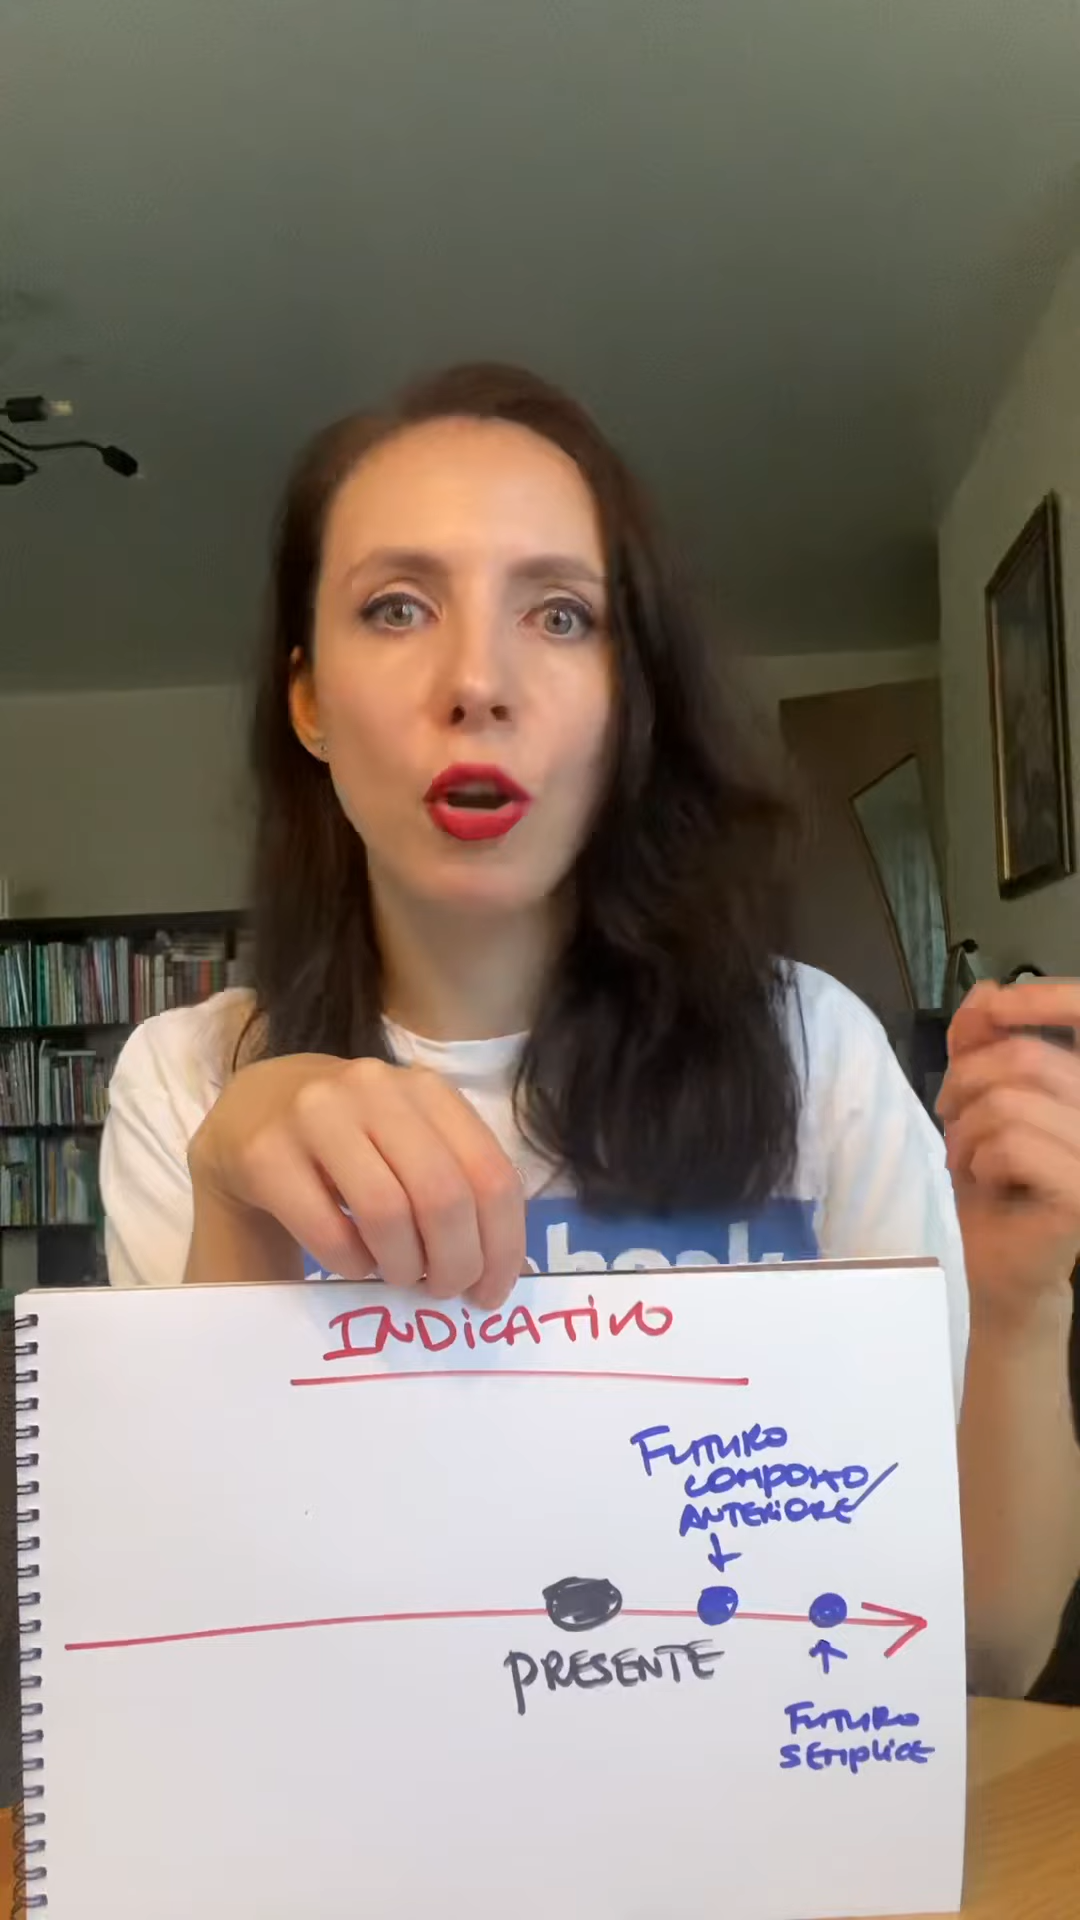 INDICATIVO
FUTURO
COMPOSTO/
ANTERIORE
PRESENTE
FUTURO
SEMPLICE